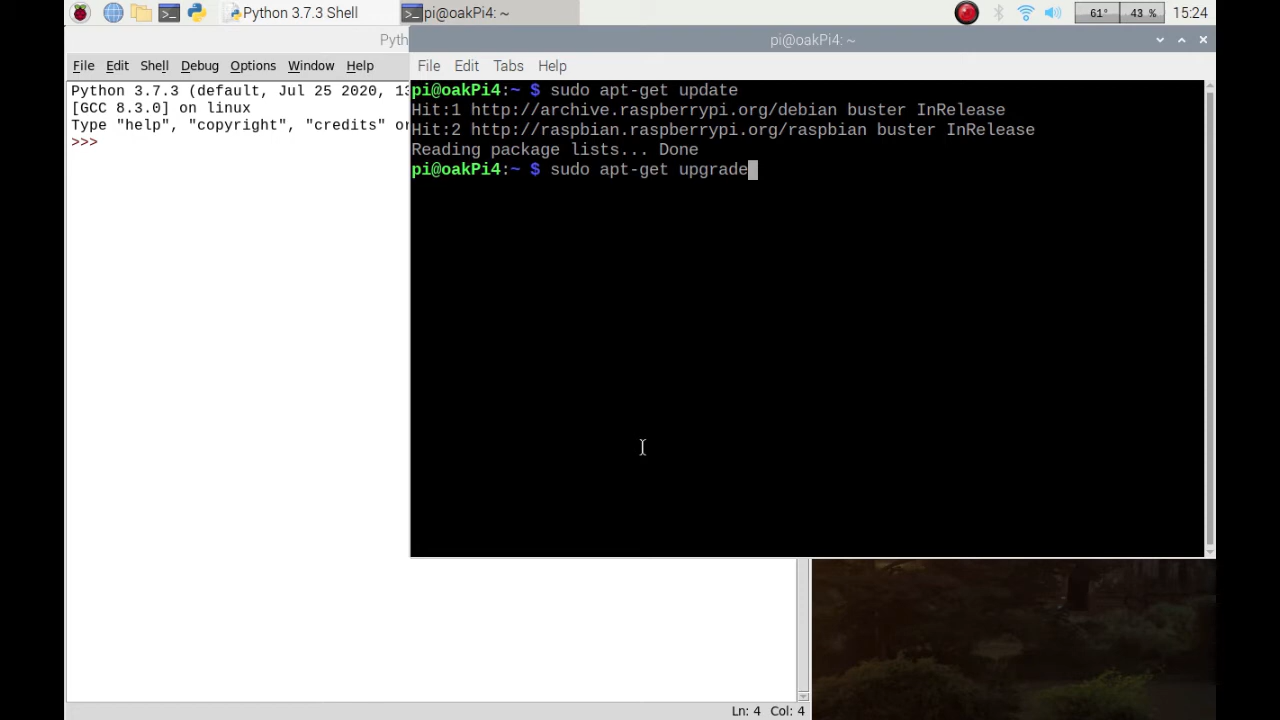 Python 3.7.3 Shell
pi@oakPi4: ~
61°
43 %
15:24
Pyth
pi@oakPi4: ~
File Edit Shell Debug Options Window Help
File Edit Tabs Help
Python 3.7.3 (default, Jul 25 2020, 13
[GCC 8.3.0] on linux
Type "help", "copyright", "credits" or
>>>
pi@oakPi4:~ $ sudo apt-get update
Hit:1 http://archive.raspberrypi.org/debian buster InRelease
Hit:2 http://raspbian.raspberrypi.org/raspbian buster InRelease
Reading package lists... Done
pi@oakPi4:~ $ sudo apt-get upgrade
Ln: 4 Col: 4